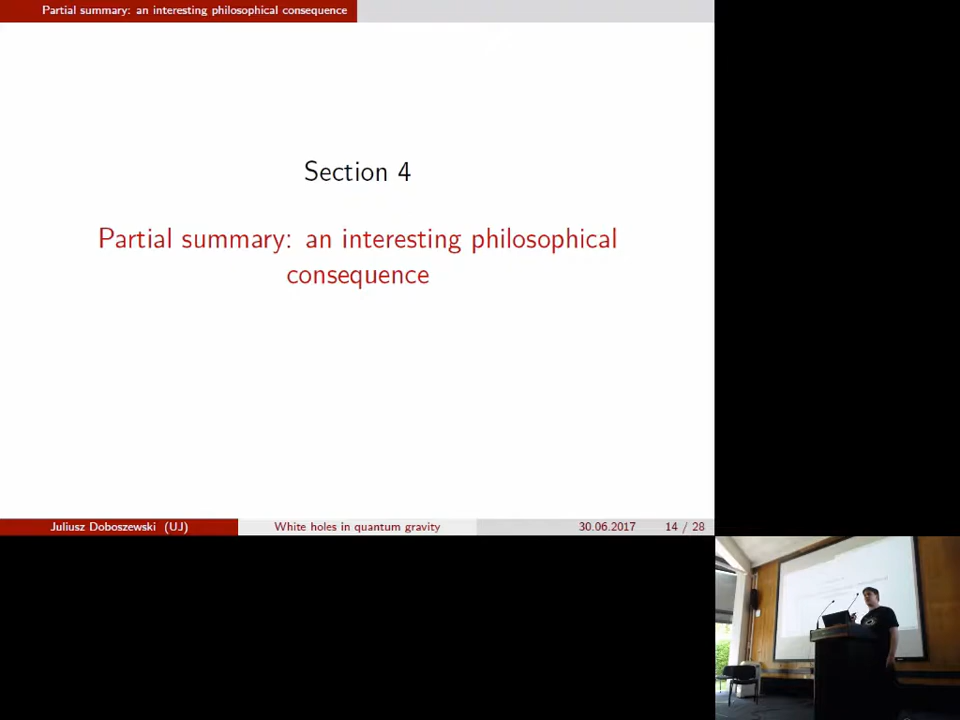 Partial summary: an interesting philosophical consequence
Section 4
Partial summary: an interesting philosophical
consequence
Juliusz Doboszewski (UJ)
White holes in quantum gravity
30.06.2017
14 / 28